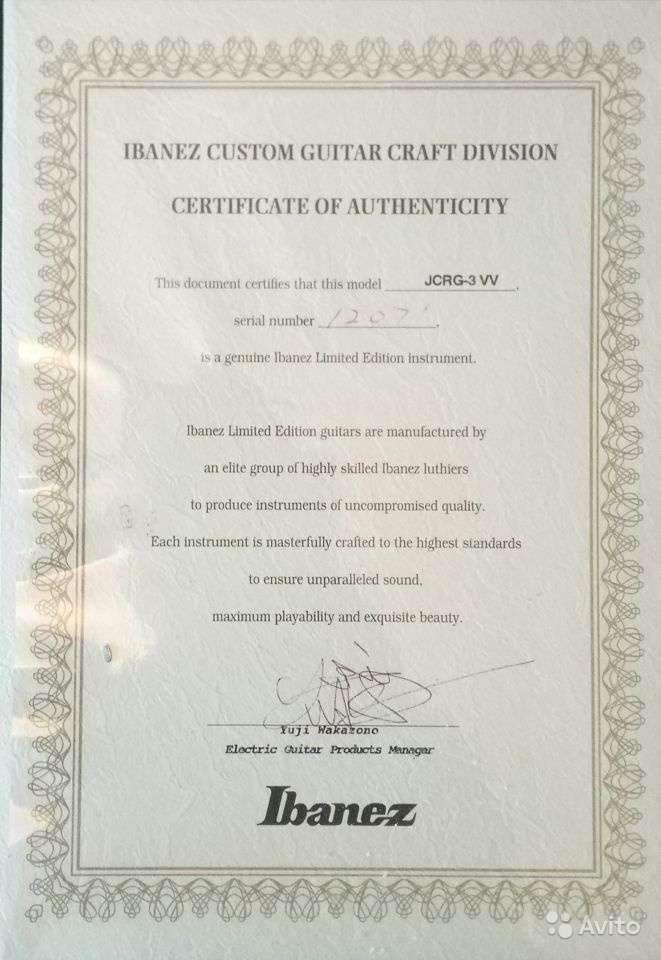 IBANEZ CUSTOM GUITAR CRAFT DIVISION
CERTIFICATE OF AUTHENTICITY
This document certifies that this model JCRG-3 VV.
serial number 1207.
is a genuine Ibanez Limited Edition instrument.
Ibanez Limited Edition guitars are manufactured by
an elite group of highly skilled Ibanez luthiers
to produce instruments of uncompromised quality.
Each instrument is masterfully crafted to the highest standards
to ensure unparalleled sound,
maximum playability and exquisite beauty.
Yuji Wakazono
Electric Guitar Products Manager
Ibanez
Avito